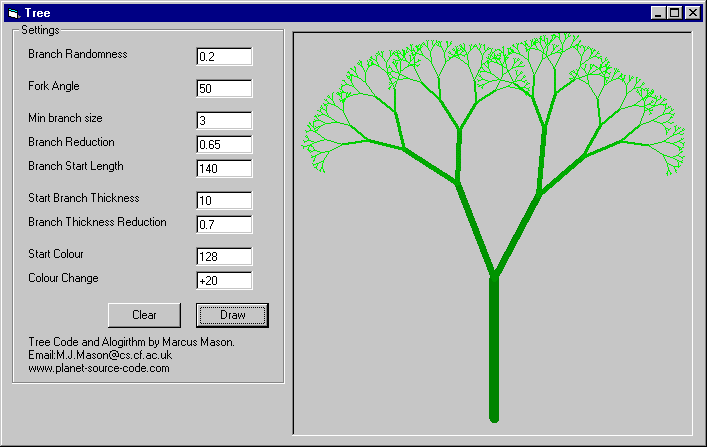 Tree
Settings
Branch Randomness 0.2
Fork Angle 50
Min branch size 3
Branch Reduction 0.65
Branch Start Length 140
Start Branch Thickness 10
Branch Thickness Reduction 0.7
Start Colour 128
Colour Change +20
Clear Draw
Tree Code and Alogirthm by Marcus Mason.
Email:M.J.Mason@cs.cf.ac.uk
www.planet-source-code.com